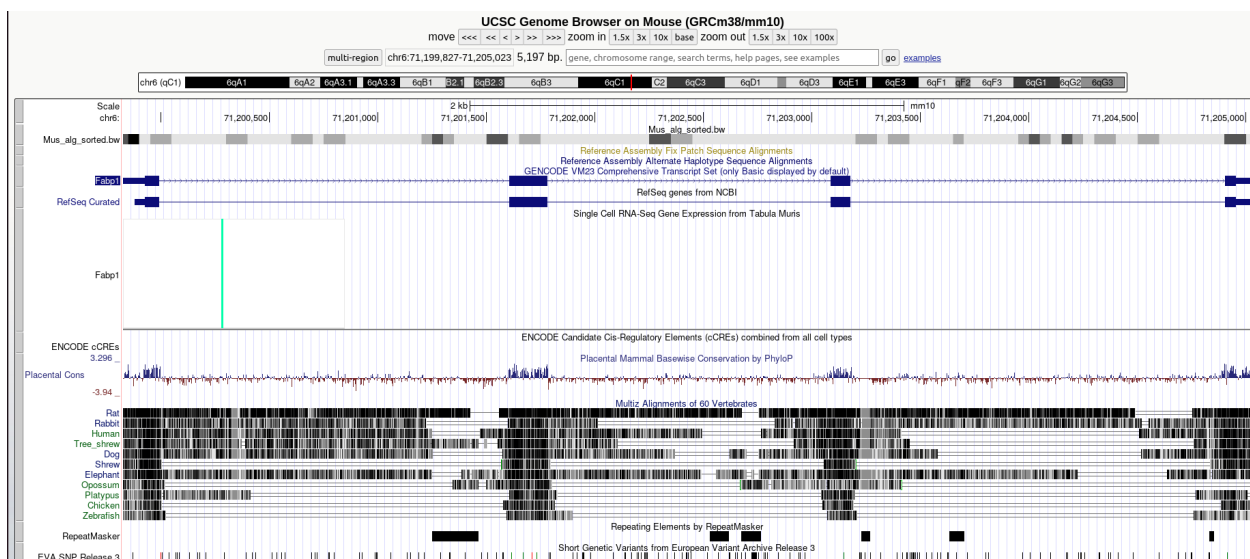 UCSC Genome Browser on Mouse (GRCm38/mm10)
move <<< << < > >> >>> zoom in 1.5x 3x 10x base zoom out 1.5x 3x 10x 100x
multi-region chr6:71,199,827-71,205,023 5,197 bp. gene, chromosome range, search terms, help pages, see examples go examples
chr6 (qC1) 6qA1 6qA2 6qA3.1 6qA3.3 6qB1 B2.1 6qB2.3 6qB3 6qC1 C2 6qC3 6qD1 6qD3 6qE1 6qE3 6qF1 qF2 6qF3 6qG1 6qG2 6qG3
Scale 2 kb mm10
chr6: 71,200,500 71,201,000 71,201,500 71,202,000 71,202,500 71,203,000 71,203,500 71,204,000 71,204,500 71,205,000
Mus_alg_sorted.bw
Mus_alg_sorted.bw
Reference Assembly Fix Patch Sequence Alignments
Reference Assembly Alternate Haplotype Sequence Alignments
GENCODE VM23 Comprehensive Transcript Set (only Basic displayed by default)
Fabp1
RefSeq genes from NCBI
RefSeq Curated
Single Cell RNA-Seq Gene Expression from Tabula Muris
Fabp1
ENCODE Candidate Cis-Regulatory Elements (cCREs) combined from all cell types
ENCODE cCREs
3.296 _
Placental Mammal Basewise Conservation by PhyloP
Placental Cons
-3.94 _
Multiz Alignments of 60 Vertebrates
Rat
Rabbit
Human
Tree_shrew
Dog
Shrew
Elephant
Opossum
Platypus
Chicken
Zebrafish
Repeating Elements by RepeatMasker
RepeatMasker
Short Genetic Variants from European Variant Archive Release 3
EVA SNP Release 3